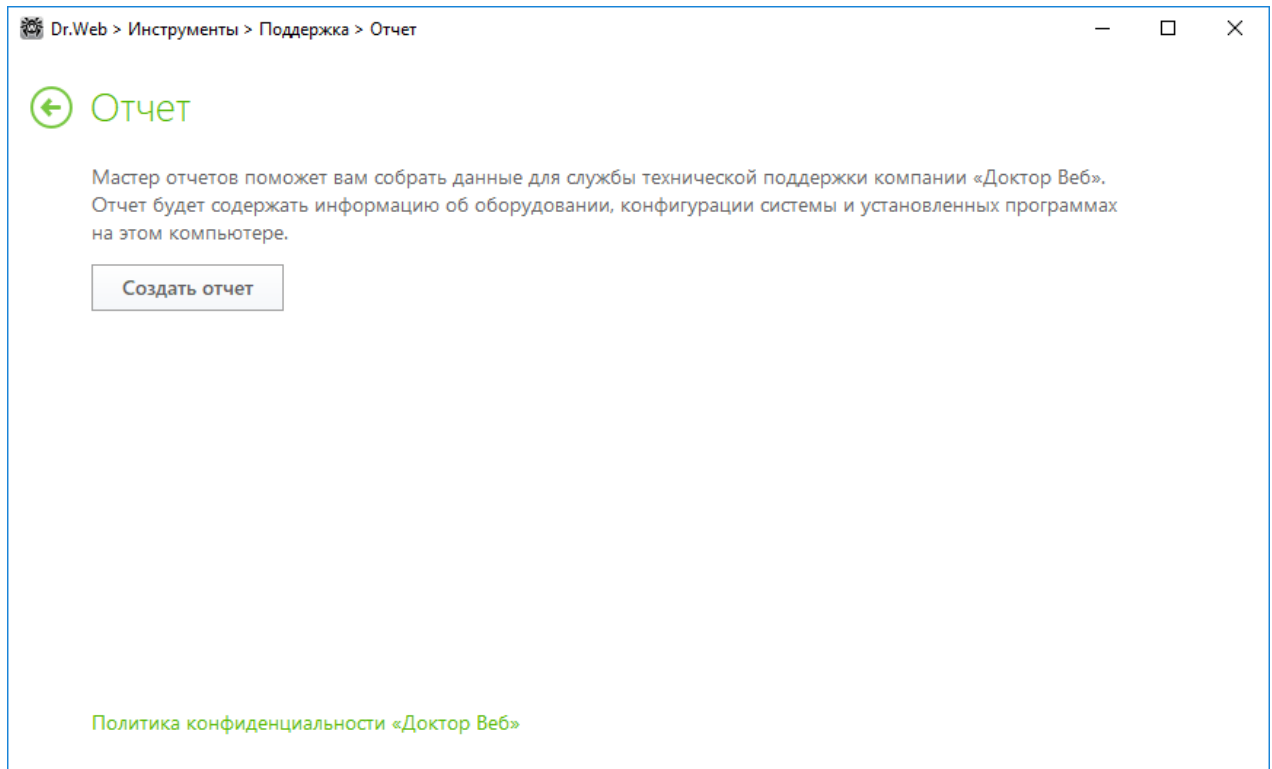 Dr.Web > Инструменты > Поддержка > Отчет
Отчет
Мастер отчетов поможет вам собрать данные для службы технической поддержки компании «Доктор Веб».
Отчет будет содержать информацию об оборудовании, конфигурации системы и установленных программах
на этом компьютере.
Создать отчет
Политика конфиденциальности «Доктор Веб»